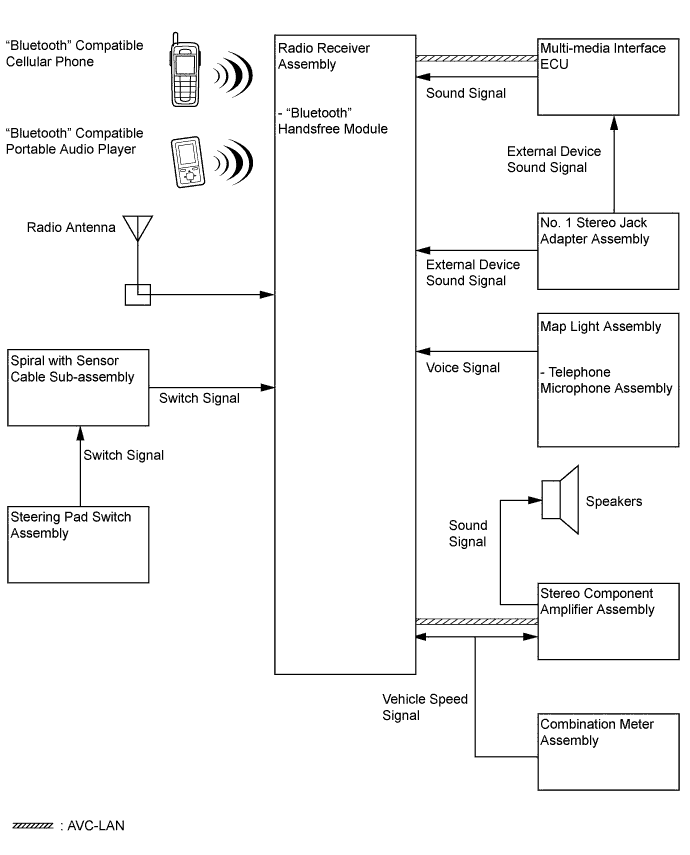 “Bluetooth” Compatible
Cellular Phone
“Bluetooth” Compatible
Portable Audio Player
Radio Antenna
Spiral with Sensor
Cable Sub-assembly
Switch Signal
Switch Signal
Steering Pad Switch
Assembly
Radio Receiver
Assembly
- “Bluetooth”
Handsfree Module
Multi-media Interface
ECU
Sound Signal
External Device
Sound Signal
No. 1 Stereo Jack
Adapter Assembly
External Device
Sound Signal
Map Light Assembly
- Telephone
Microphone Assembly
Voice Signal
Speakers
Sound
Signal
Stereo Component
Amplifier Assembly
Vehicle Speed
Signal
Combination Meter
Assembly
: AVC-LAN